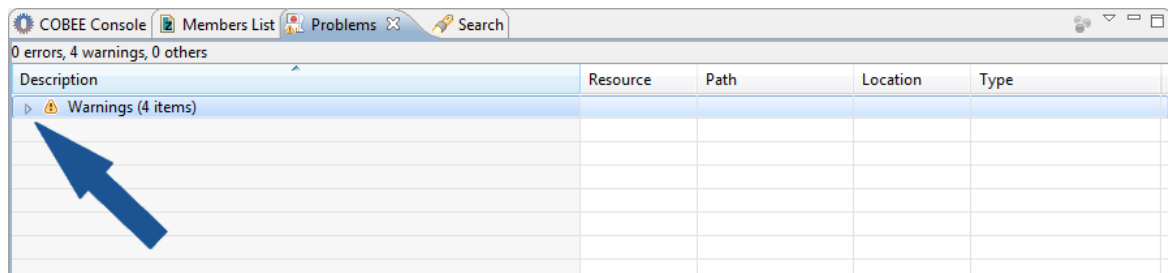 COBEE Console Members List Problems Search
0 errors, 4 warnings, 0 others
Description Resource Path Location Type
Warnings (4 items)